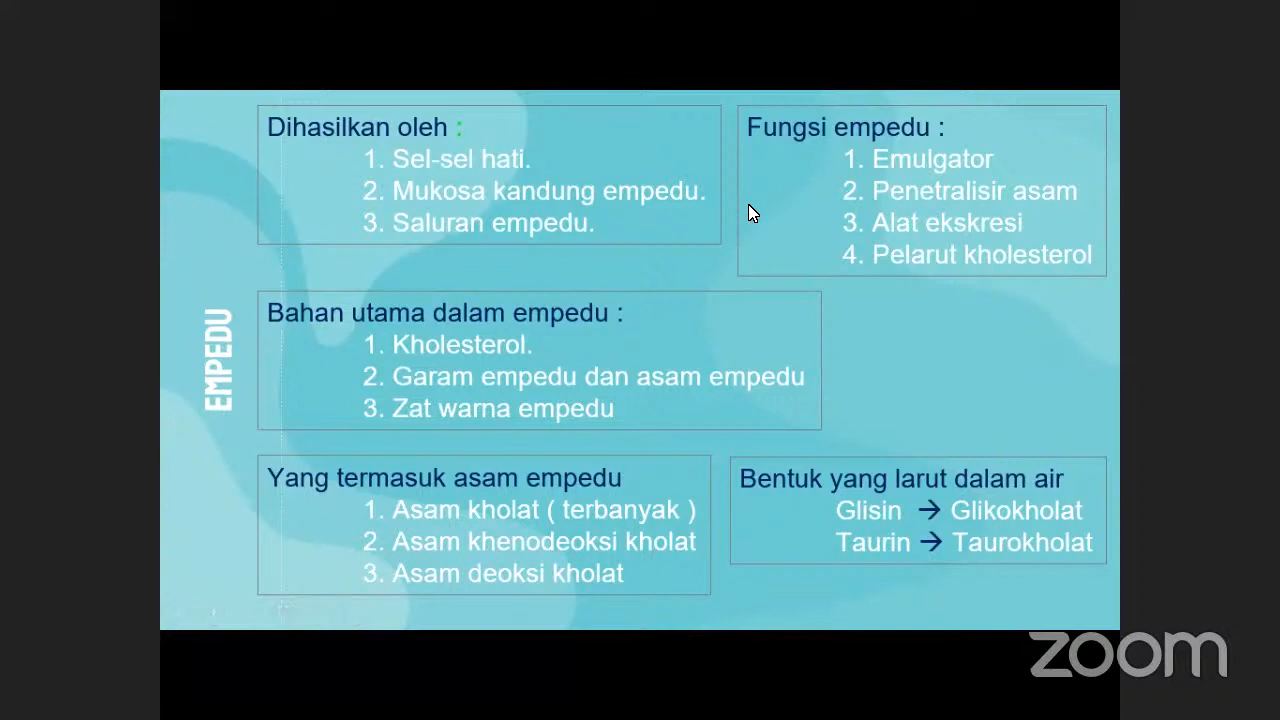 EMPEDU
Dihasilkan oleh :
1. Sel-sel hati.
2. Mukosa kandung empedu.
3. Saluran empedu.
Fungsi empedu :
1. Emulgator
2. Penetralisir asam
3. Alat ekskresi
4. Pelarut kholesterol
Bahan utama dalam empedu :
1. Kholesterol.
2. Garam empedu dan asam empedu
3. Zat warna empedu
Yang termasuk asam empedu
1. Asam kholat ( terbanyak )
2. Asam khenodeoksi kholat
3. Asam deoksi kholat
Bentuk yang larut dalam air
Glisin → Glikokholat
Taurin → Taurokholat
zoom